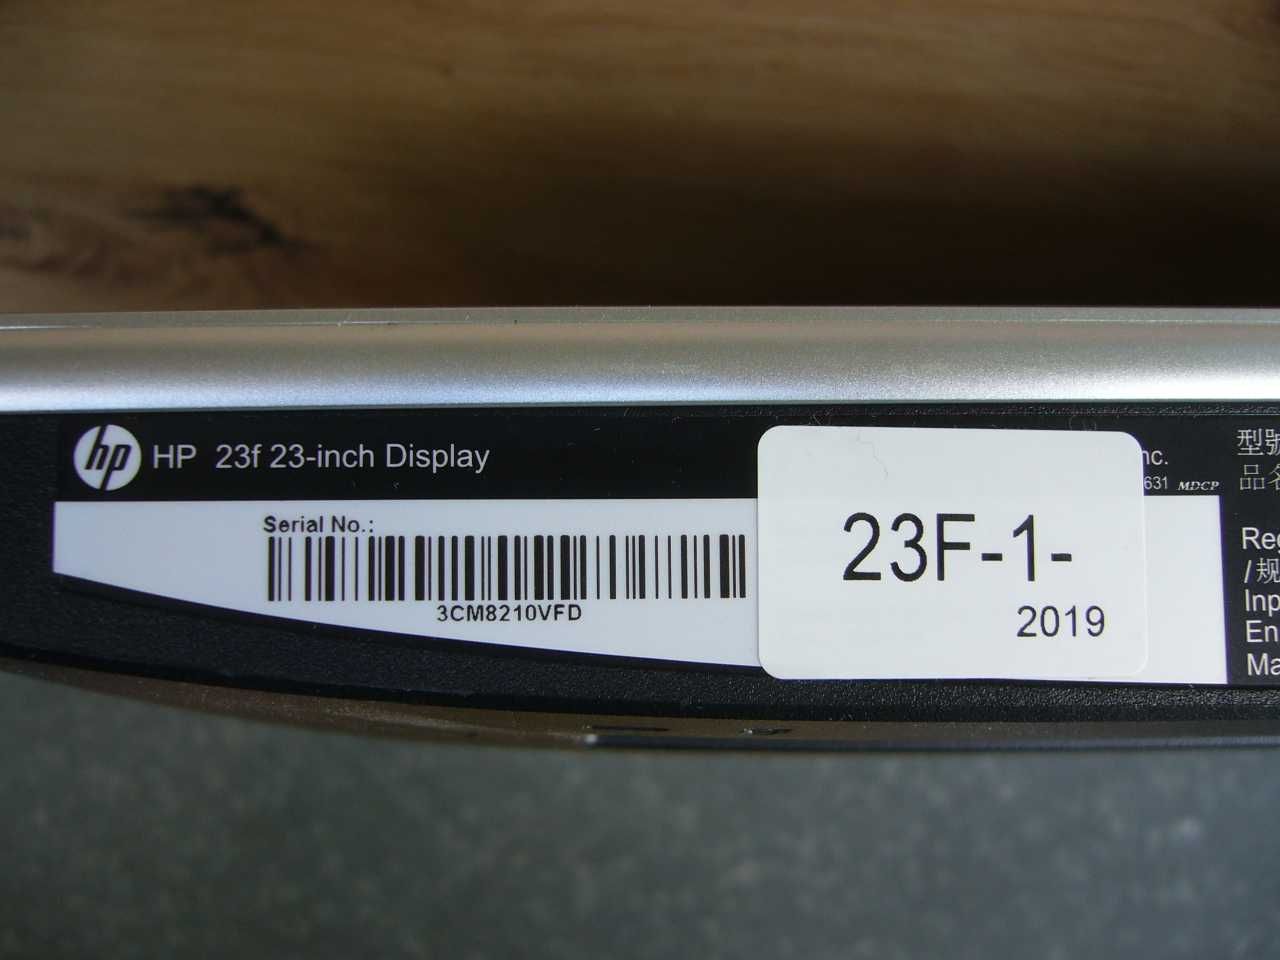 hp HP 23f 23-inch Display
Serial No.:
3CM8210VFD
23F-1-
2019
nc.
631 MDCP
型號
品名
Reg
/规
Inp
En
Ma